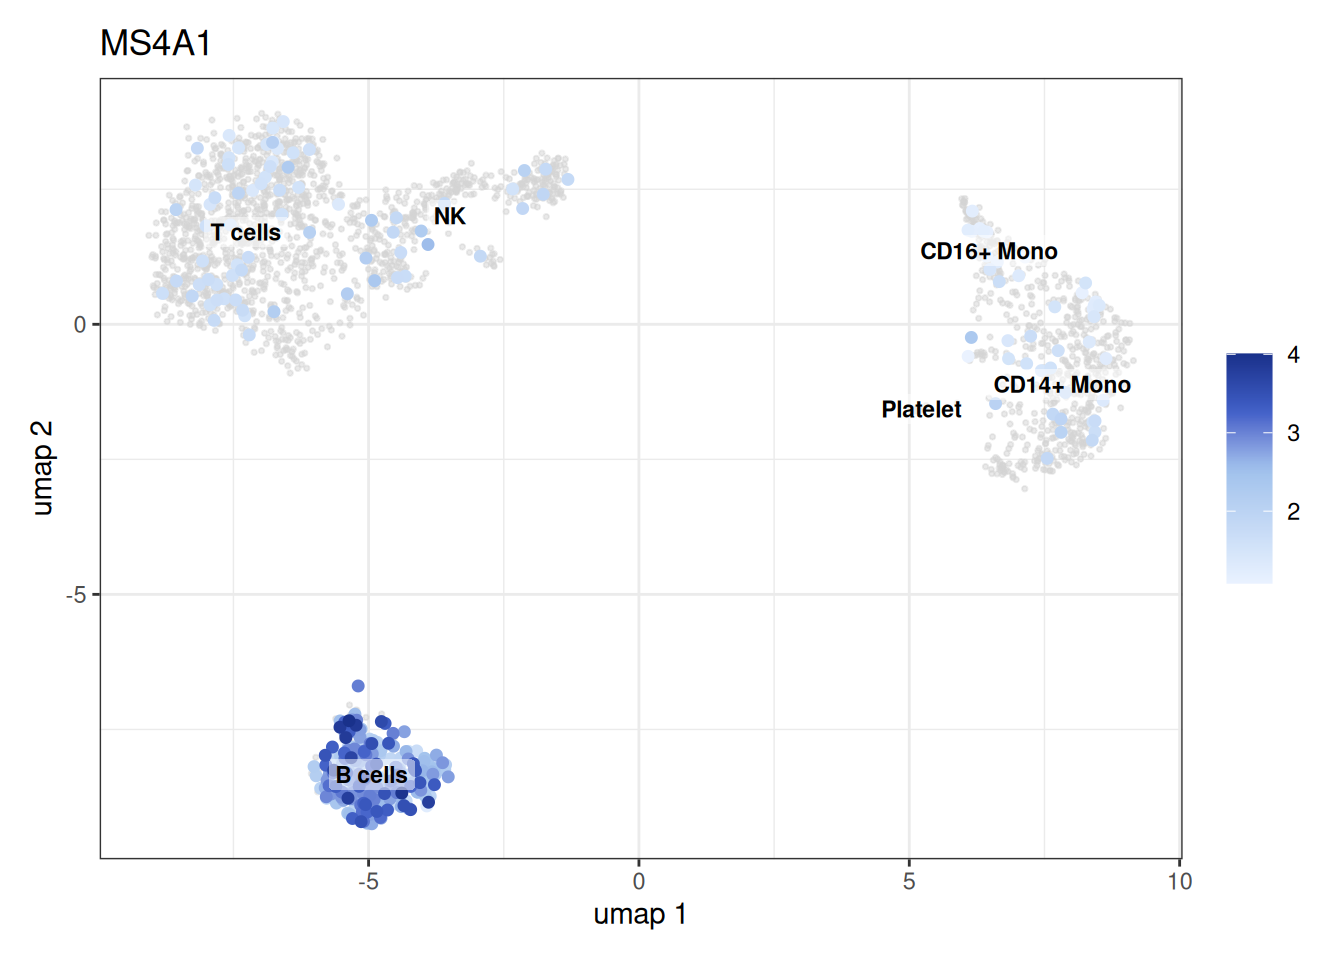 MS4A1
T cells
NK
CD16+ Mono
CD14+ Mono
Platelet
B cells
0
-5
-5
0
5
10
umap 1
umap 2
4
3
2